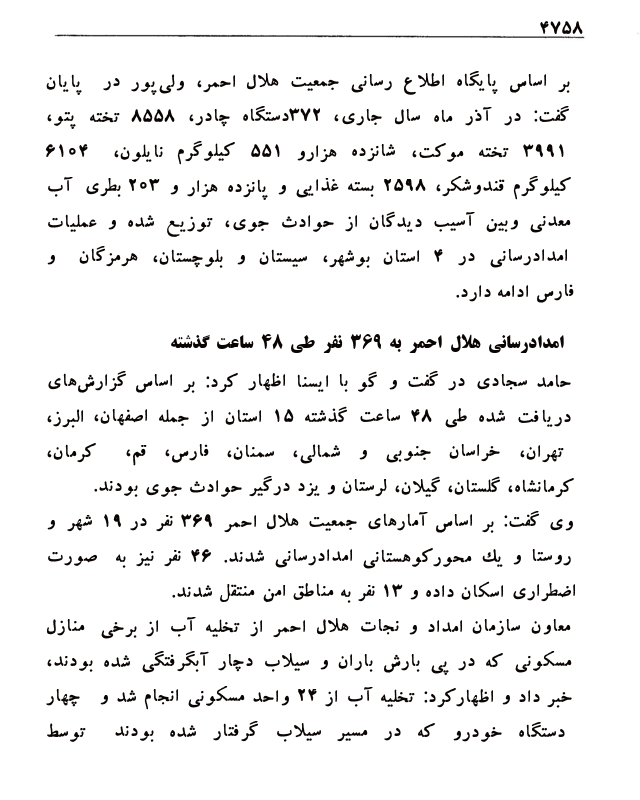 ۴۷۵۸
بر اساس پایگاه اطلاع رسانی جمعیت هلال احمر، ولی‌پور در پایان
گفت: در آذر ماه سال جاری، ۳۷۲دستگاه چادر، ۸۵۵۸ تخته پتو،
۳۹۹۱ تخته موکت، شانزده هزارو ۵۵۱ کیلوگرم نایلون، ۶۱۰۴
کیلوگرم قندوشکر، ۲۵۹۸ بسته غذایی و پانزده هزار و ۲۰۳ بطری آب
معدنی وبین آسیب دیدگان از حوادث جوی، توزیع شده و عملیات
امدادرسانی در ۴ استان بوشهر، سیستان و بلوچستان، هرمزگان و
فارس ادامه دارد.
امدادرسانی هلال احمر به ۳۶۹ نفر طی ۴۸ ساعت گذشته
حامد سجادی در گفت و گو با ایسنا اظهار کرد: بر اساس گزارش‌های
دریافت شده طی ۴۸ ساعت گذشته ۱۵ استان از جمله اصفهان، البرز،
تهران، خراسان جنوبی و شمالی، سمنان، فارس، قم، کرمان،
کرمانشاه، گلستان، گیلان، لرستان و یزد درگیر حوادث جوی بودند.
وی گفت: بر اساس آمارهای جمعیت هلال احمر ۳۶۹ نفر در ۱۹ شهر و
روستا و یك محورکوهستانی امدادرسانی شدند. ۴۶ نفر نیز به صورت
اضطراری اسکان داده و ۱۳ نفر به مناطق امن منتقل شدند.
معاون سازمان امداد و نجات هلال احمر از تخلیه آب از برخی منازل
مسکونی که در پی بارش باران و سیلاب دچار آبگرفتگی شده بودند،
خبر داد و اظهارکرد: تخلیه آب از ۲۴ واحد مسکونی انجام شد و چهار
دستگاه خودرو که در مسیر سیلاب گرفتار شده بودند توسط